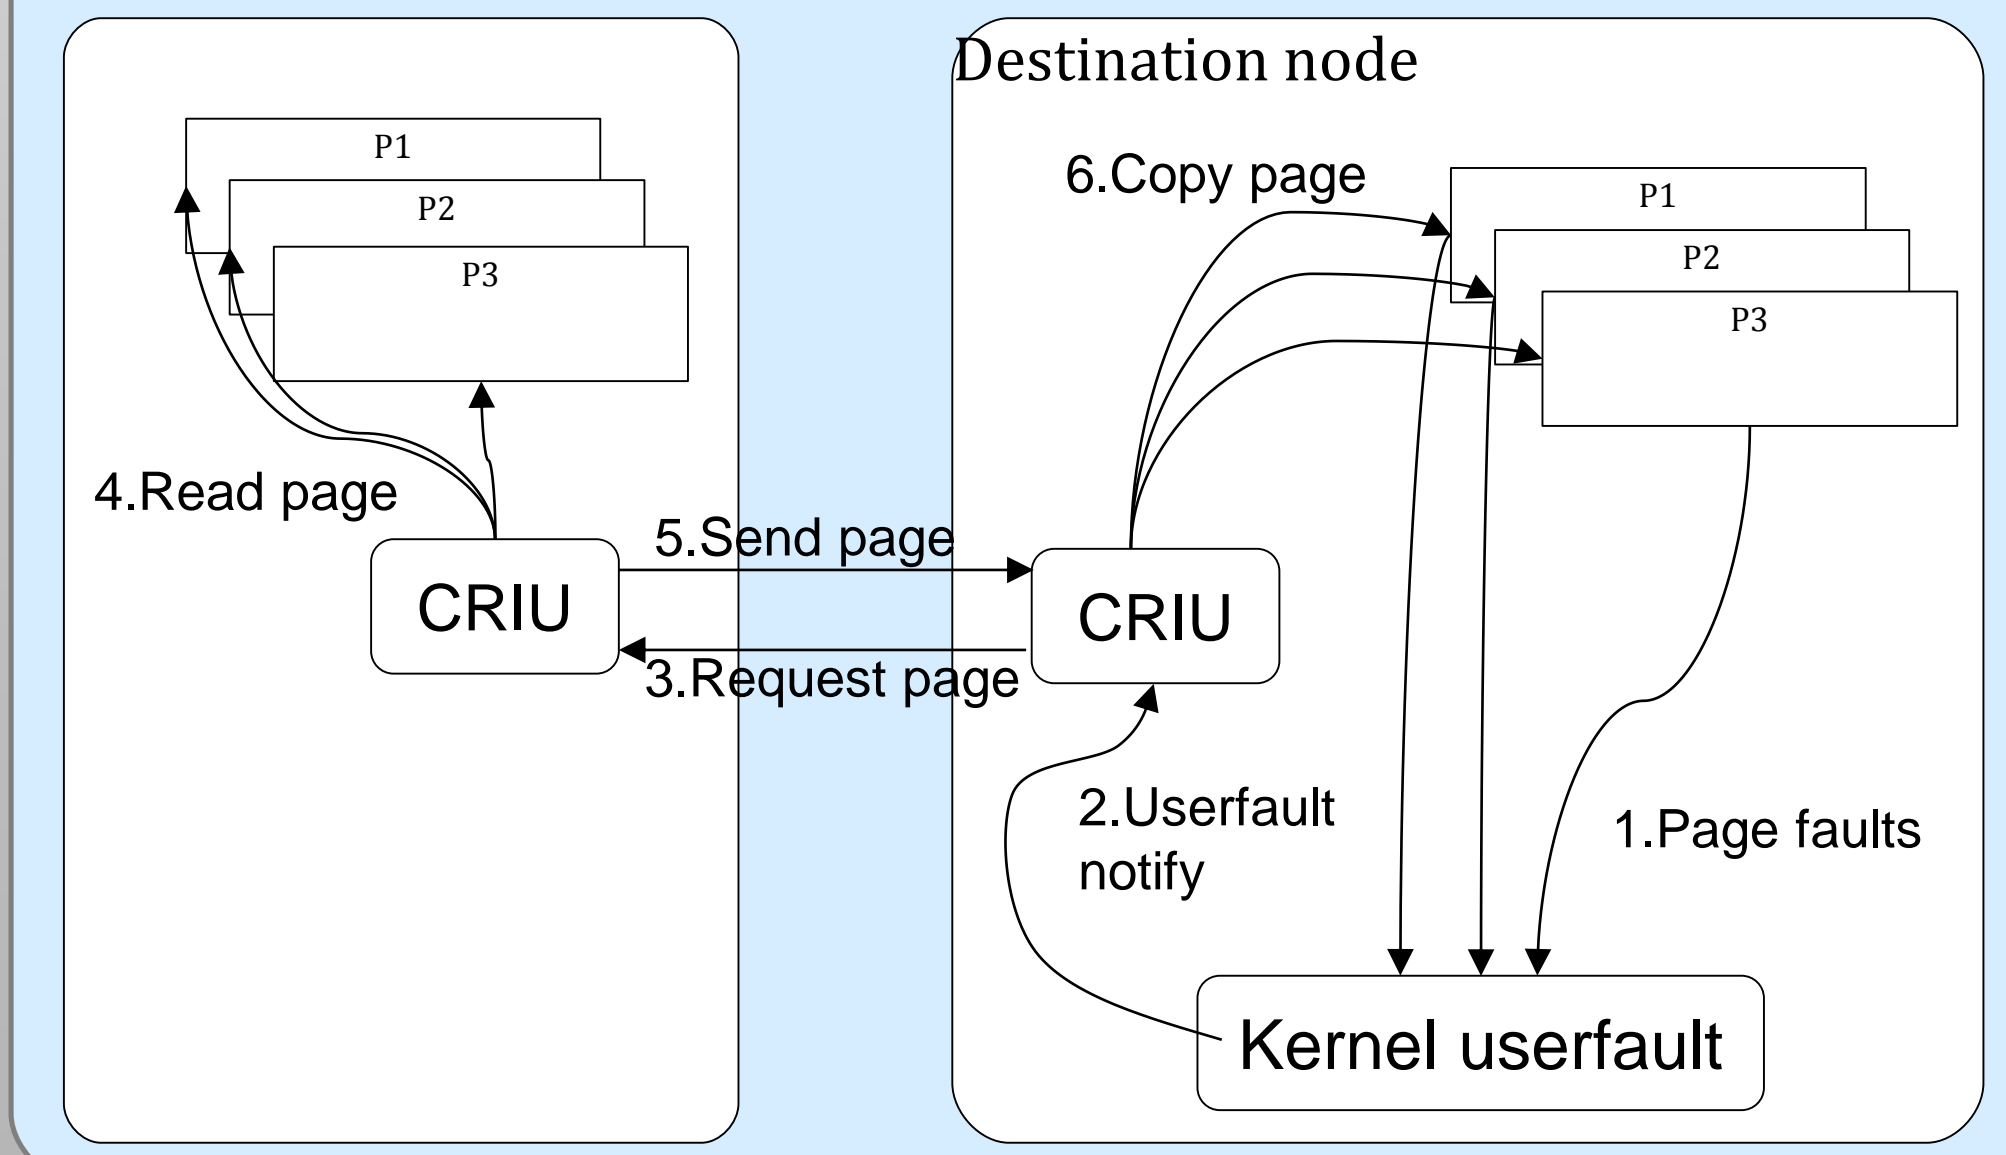 Destination node
P1
P2
P3
4.Read page
CRIU
5.Send page
3.Request page
6.Copy page
P1
P2
P3
CRIU
2.Userfault
notify
1.Page faults
Kernel userfault